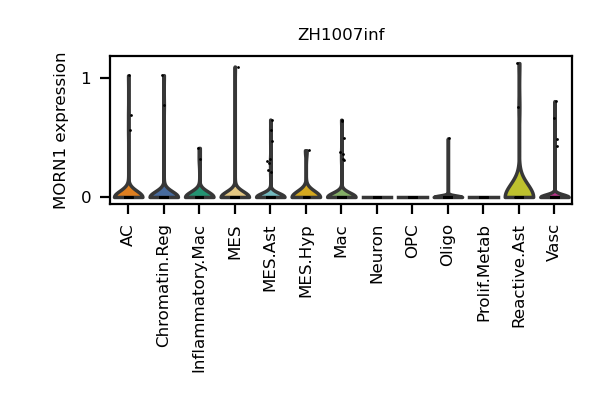 ZH1007inf
MORN1 expression
1
0
AC
Chromatin.Reg
Inflammatory.Mac
MES
MES.Ast
MES.Hyp
Mac
Neuron
OPC
Oligo
Prolif.Metab
Reactive.Ast
Vasc